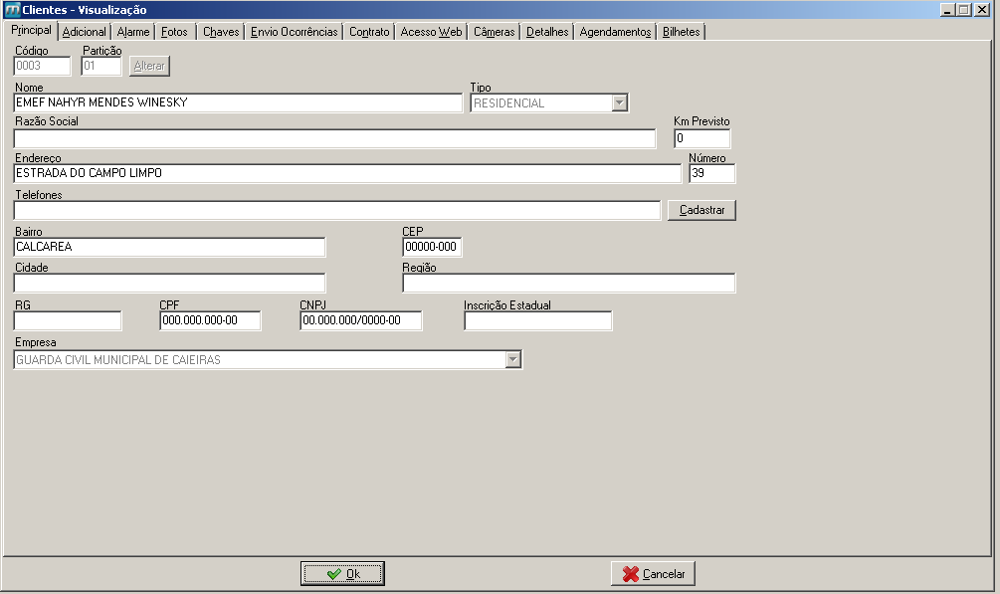 Clientes - Visualização
Principal Adicional Alarme Fotos Chaves Envio Ocorrências Contrato Acesso Web Câmeras Detalhes Agendamentos Bilhetes
Código Partição
0003 01 Alterar
Nome Tipo
EMEF NAHYR MENDES WINESKY RESIDENCIAL
Razão Social Km Previsto
0
Endereço Número
ESTRADA DO CAMPO LIMPO 39
Telefones
Cadastrar
Bairro CEP
CALCAREA 00000-000
Cidade Região
RG CPF CNPJ Inscrição Estadual
000.000.000-00 00.000.000/0000-00
Empresa
GUARDA CIVIL MUNICIPAL DE CAIEIRAS
Ok Cancelar